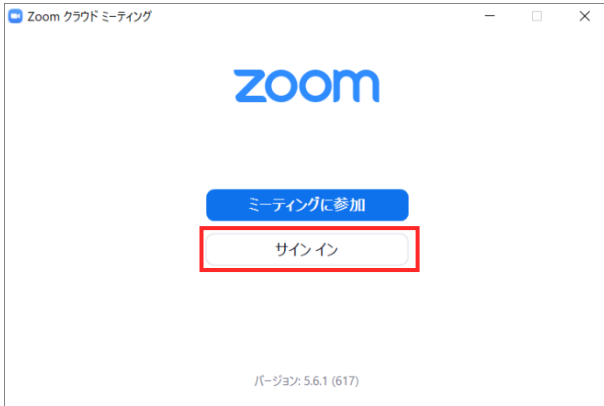 Zoom クラウド ミーティング
zoom
ミーティングに参加
サイン イン
バージョン: 5.6.1 (617)